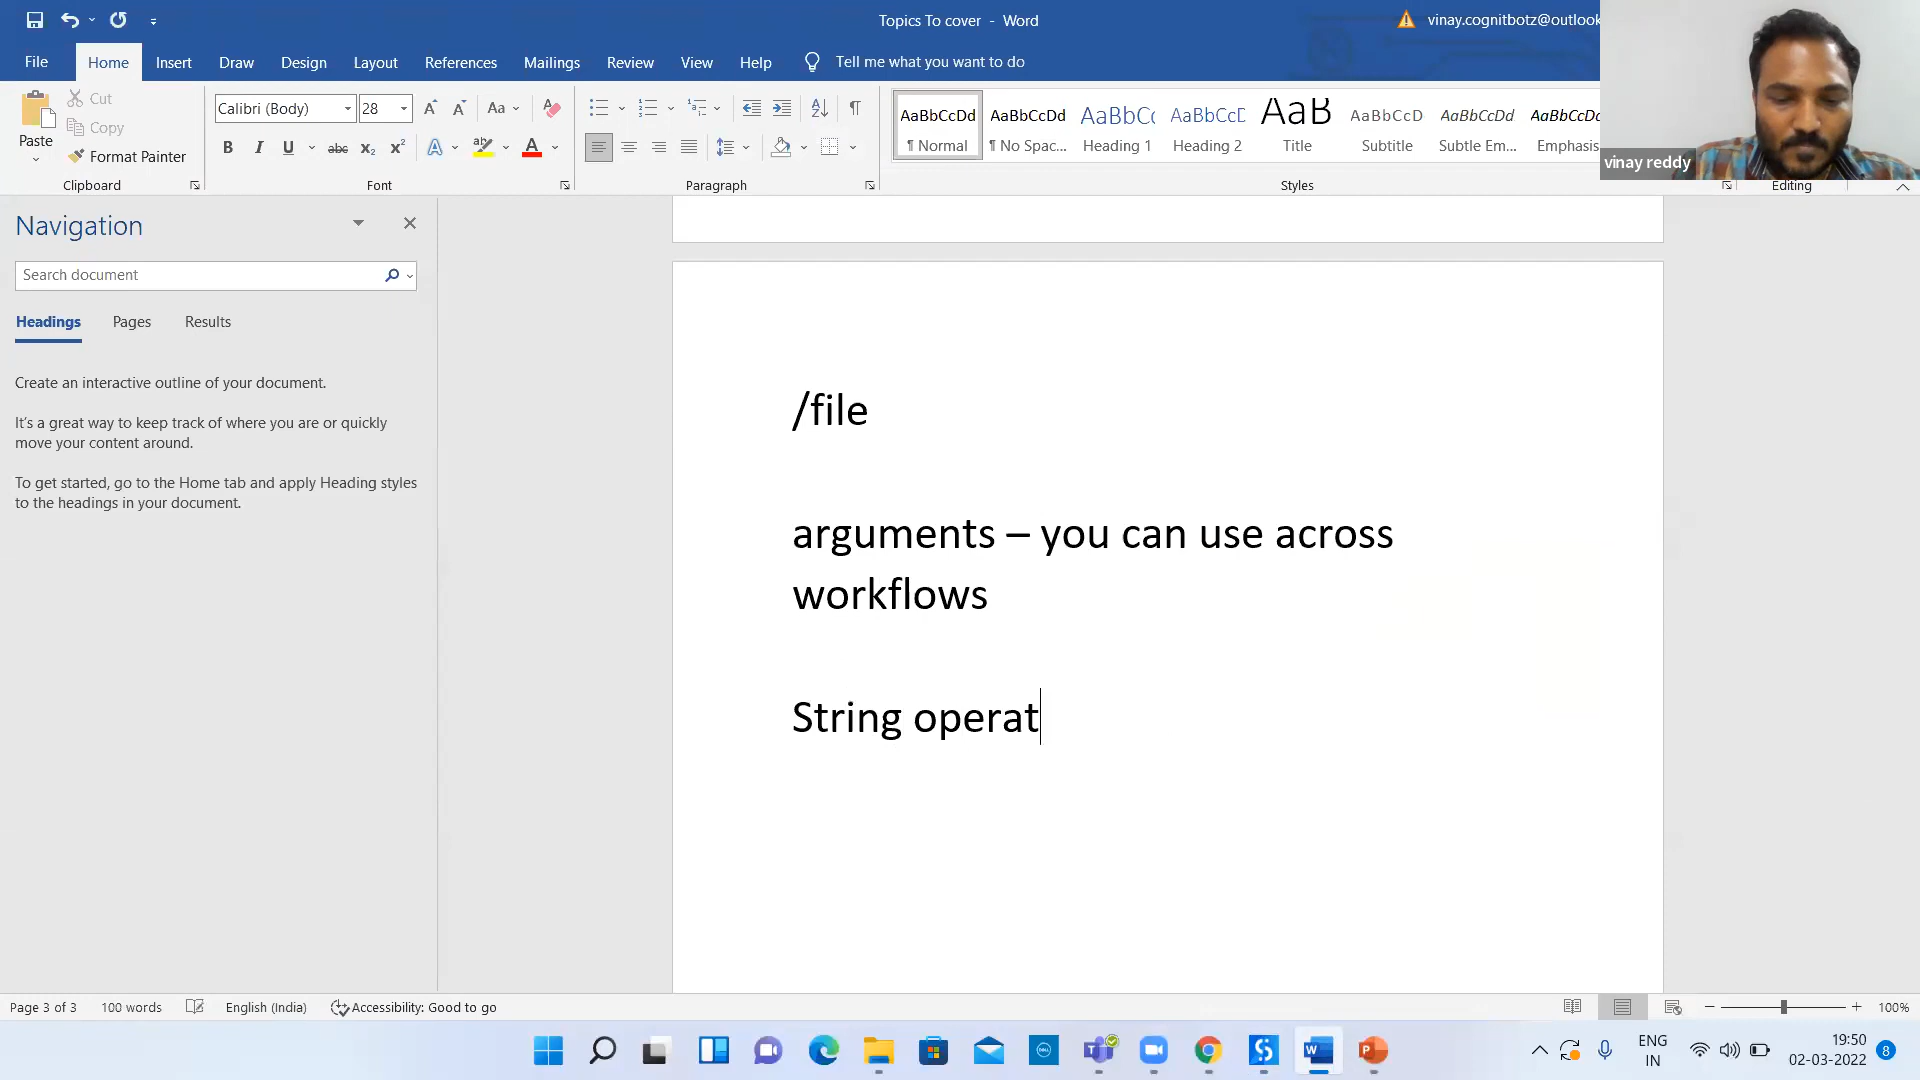 Topics To cover - Word
vinay.cognitbotz@outlook
File Home Insert Draw Design Layout References Mailings Review View Help Tell me what you want to do
Paste
Cut
Copy
Format Painter
Clipboard
Calibri (Body) 28
Font
Paragraph
AaBbCcDd AaBbCcDd AaBbCc AaBbCcD AaB AaBbCcD AaBbCcDd AaBbCcDd
¶ Normal ¶ No Spac... Heading 1 Heading 2 Title Subtitle Subtle Em... Emphasis
Styles
Editing
vinay reddy
Navigation
Search document
Headings Pages Results
Create an interactive outline of your document.
It's a great way to keep track of where you are or quickly
move your content around.
To get started, go to the Home tab and apply Heading styles
to the headings in your document.
/file
arguments – you can use across
workflows
String operat
Page 3 of 3 100 words English (India) Accessibility: Good to go 100%
ENG
IN
19:50
02-03-2022
8